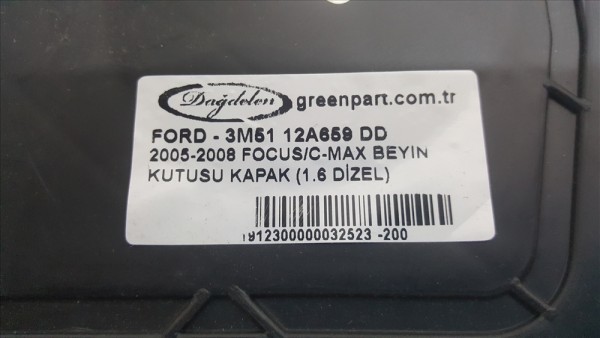 Dağdelen greenpart.com.tr
FORD - 3M51 12A659 DD
2005-2008 FOCUS/C-MAX BEYIN
KUTUSU KAPAK (1.6 DİZEL)
1912300000032523 -200